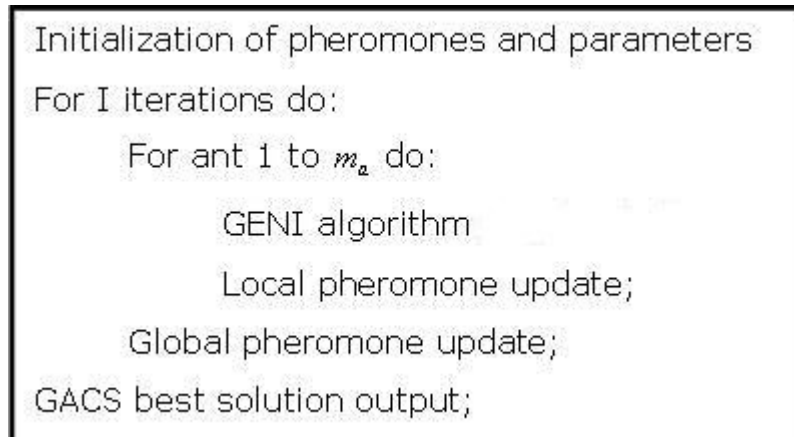 Initialization of pheromones and parameters
For I iterations do:
For ant 1 to mₐ do:
GENI algorithm
Local pheromone update;
Global pheromone update;
GACS best solution output;